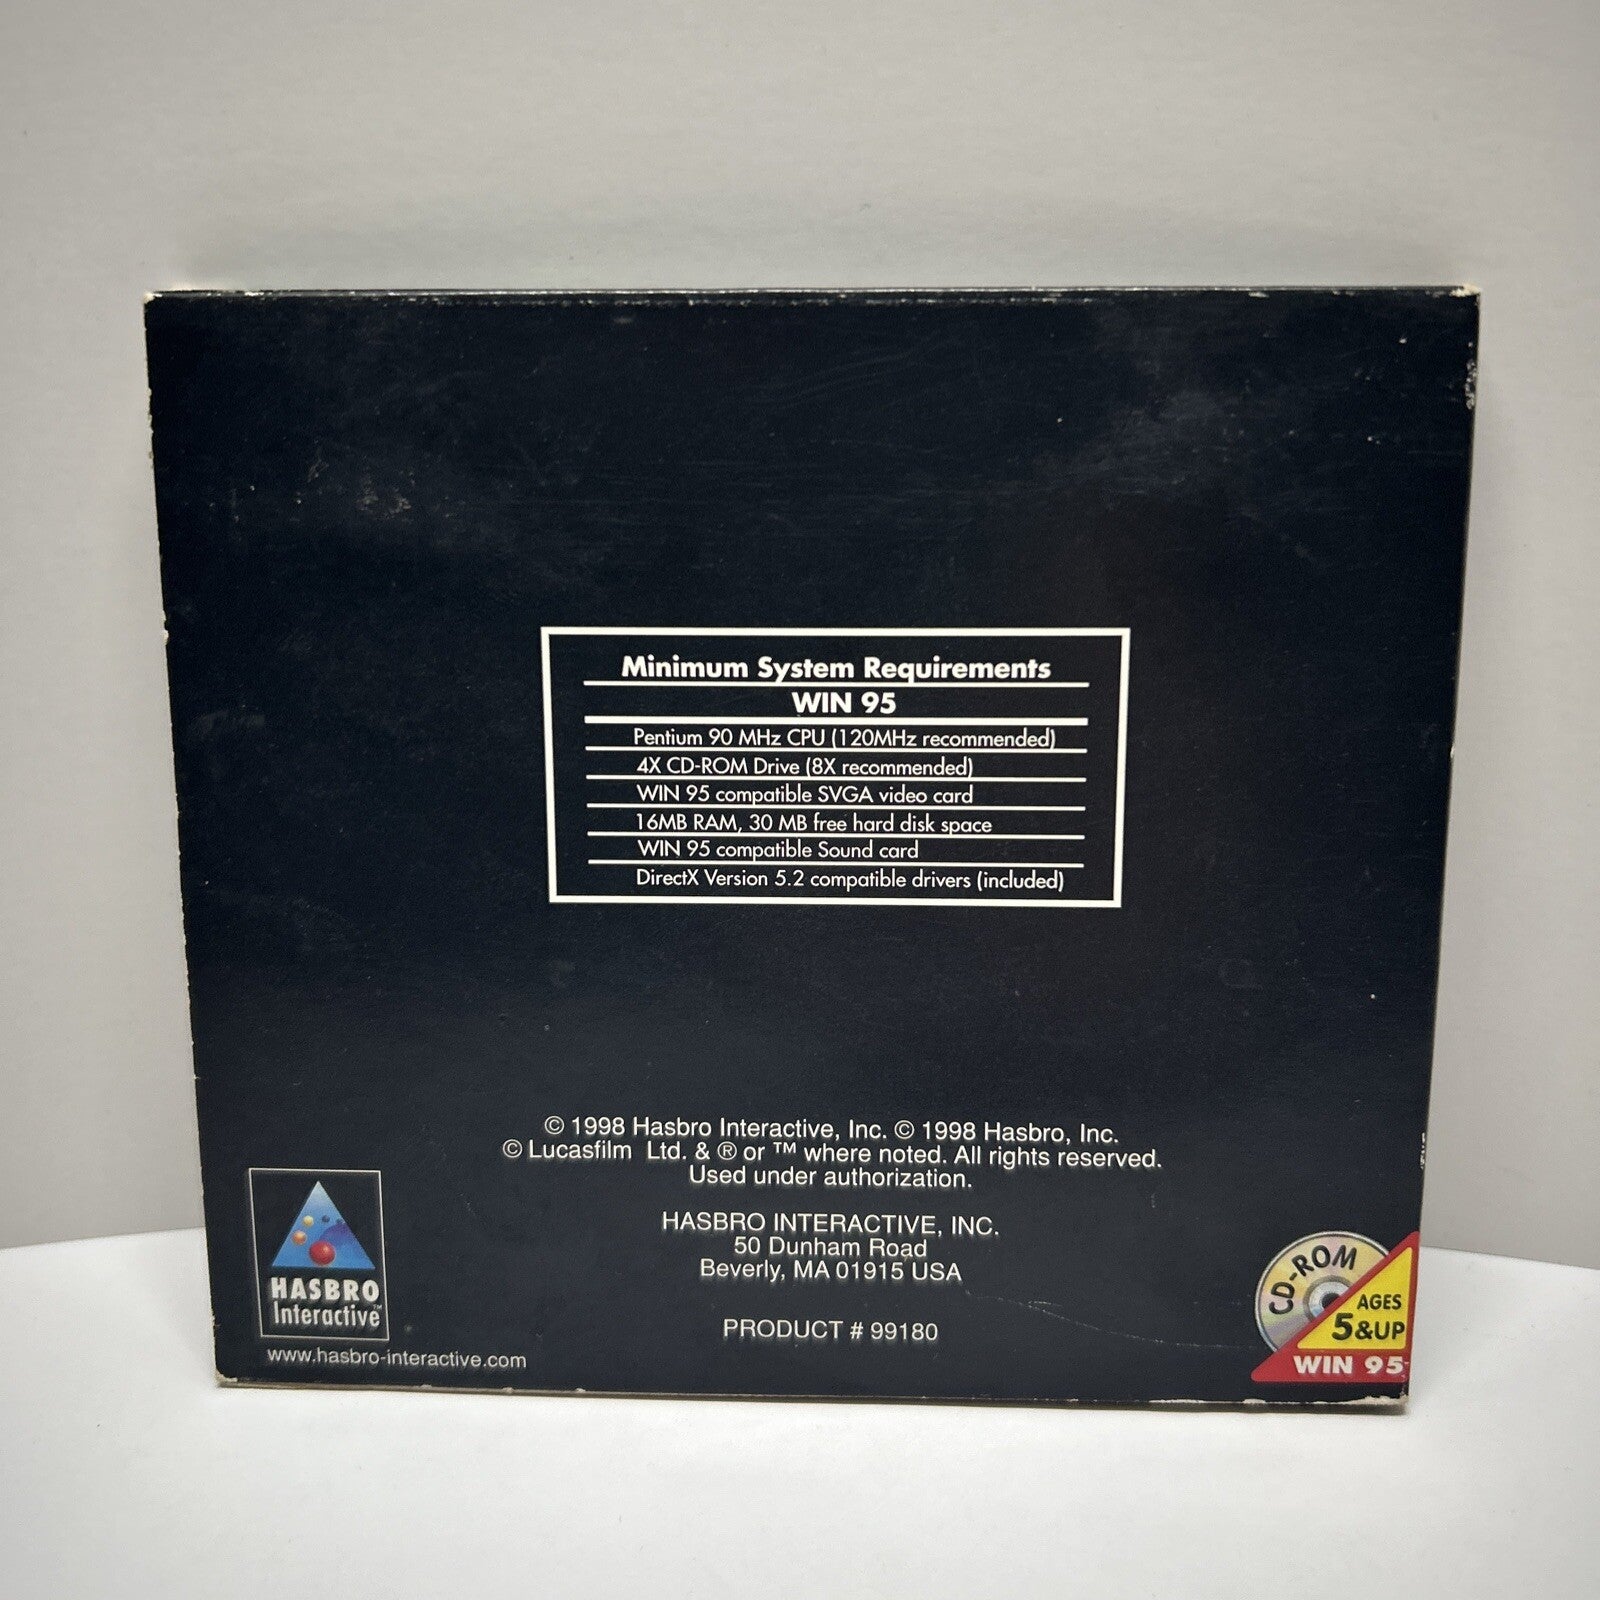 Minimum System Requirements
WIN 95
Pentium 90 MHz CPU (120MHz recommended)
4X CD-ROM Drive (8X recommended)
WIN 95 compatible SVGA video card
16MB RAM, 30 MB free hard disk space
WIN 95 compatible Sound card
DirectX Version 5.2 compatible drivers (included)
© 1998 Hasbro Interactive, Inc. © 1998 Hasbro, Inc.
© Lucasfilm Ltd. & ® or ™ where noted. All rights reserved.
Used under authorization.
HASBRO INTERACTIVE, INC.
50 Dunham Road
Beverly, MA 01915 USA
PRODUCT # 99180
HASBRO
Interactive™
www.hasbro-interactive.com
CD-ROM
AGES
5&UP
WIN 95